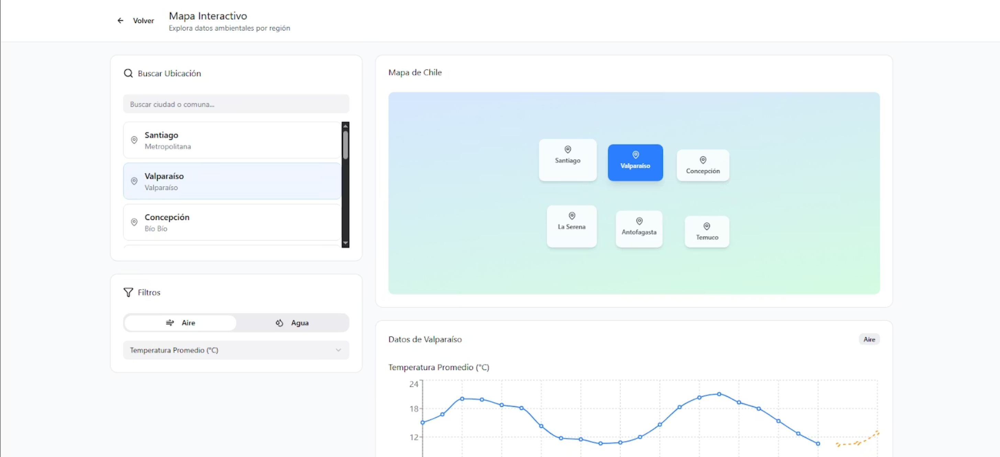 Volver
Mapa Interactivo
Explora datos ambientales por región
Buscar Ubicación
Buscar ciudad o comuna...
Santiago
Metropolitana
Valparaíso
Valparaíso
Concepción
Bío Bío
Filtros
Aire
Agua
Temperatura Promedio (°C)
Mapa de Chile
Santiago
Valparaíso
Concepción
La Serena
Antofagasta
Temuco
Datos de Valparaíso
Aire
Temperatura Promedio (°C)
24
18
12